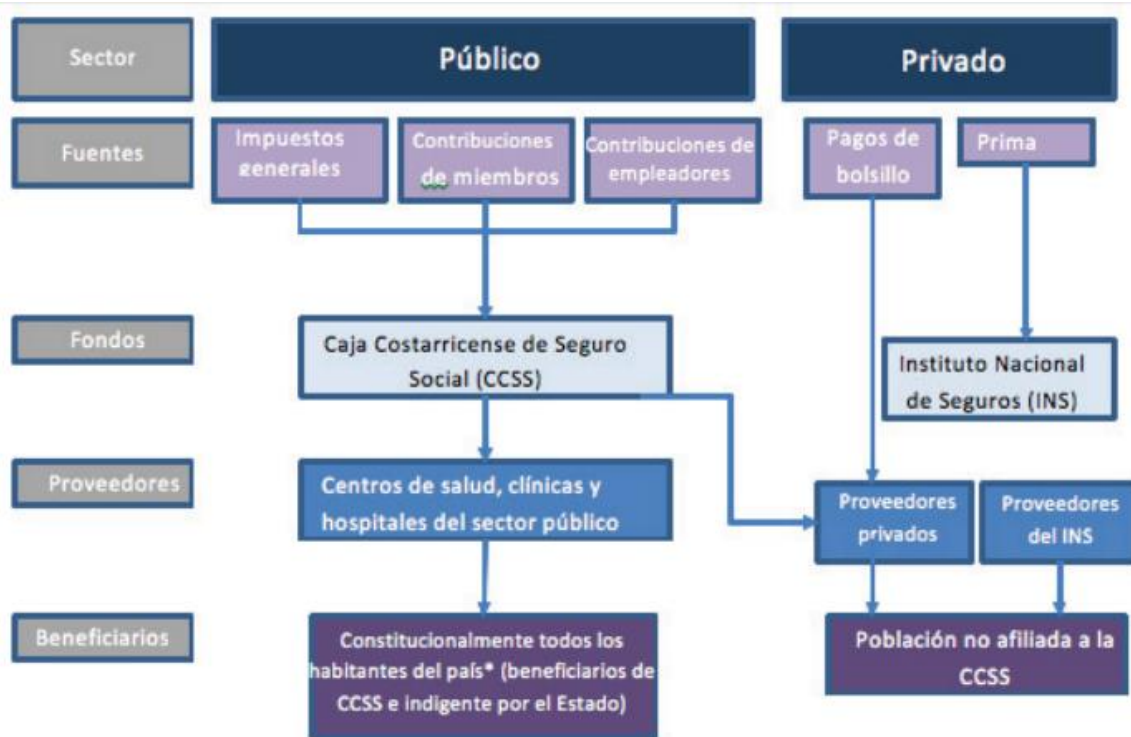 Sector
Público
Privado
Fuentes
Impuestos
generales
Contribuciones
de miembros
Contribuciones de
empleadores
Pagos de
bolsillo
Prima
Fondos
Caja Costarricense de Seguro
Social (CCSS)
Instituto Nacional
de Seguros (INS)
Proveedores
Centros de salud, clínicas y
hospitales del sector público
Proveedores
privados
Proveedores
del INS
Beneficiarios
Constitucionalmente todos los
habitantes del país* (beneficiarios de
CCSS e indigente por el Estado)
Población no afiliada a la
CCSS